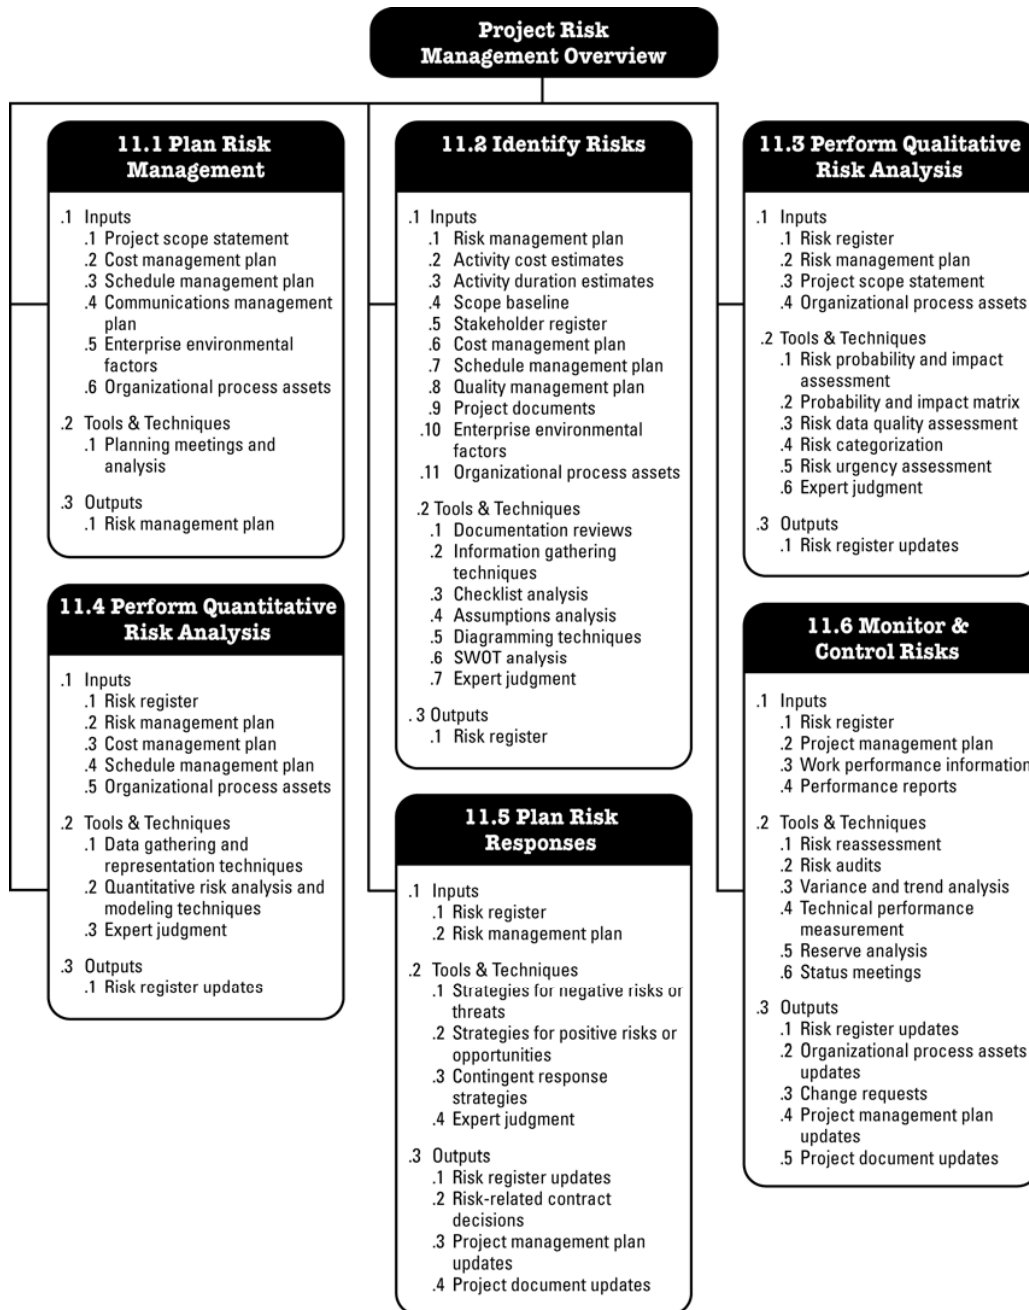 Project Risk
Management Overview
11.1 Plan Risk
Management
.1 Inputs
.1 Project scope statement
.2 Cost management plan
.3 Schedule management plan
.4 Communications management
plan
.5 Enterprise environmental
factors
.6 Organizational process assets
.2 Tools & Techniques
.1 Planning meetings and
analysis
.3 Outputs
.1 Risk management plan
11.2 Identify Risks
.1 Inputs
.1 Risk management plan
.2 Activity cost estimates
.3 Activity duration estimates
.4 Scope baseline
.5 Stakeholder register
.6 Cost management plan
.7 Schedule management plan
.8 Quality management plan
.9 Project documents
.10 Enterprise environmental
factors
.11 Organizational process assets
.2 Tools & Techniques
.1 Documentation reviews
.2 Information gathering
techniques
.3 Checklist analysis
.4 Assumptions analysis
.5 Diagramming techniques
.6 SWOT analysis
.7 Expert judgment
. 3 Outputs
.1 Risk register
11.3 Perform Qualitative
Risk Analysis
.1 Inputs
.1 Risk register
.2 Risk management plan
.3 Project scope statement
.4 Organizational process assets
.2 Tools & Techniques
.1 Risk probability and impact
assessment
.2 Probability and impact matrix
.3 Risk data quality assessment
.4 Risk categorization
.5 Risk urgency assessment
.6 Expert judgment
.3 Outputs
.1 Risk register updates
11.4 Perform Quantitative
Risk Analysis
.1 Inputs
.1 Risk register
.2 Risk management plan
.3 Cost management plan
.4 Schedule management plan
.5 Organizational process assets
.2 Tools & Techniques
.1 Data gathering and
representation techniques
.2 Quantitative risk analysis and
modeling techniques
.3 Expert judgment
.3 Outputs
.1 Risk register updates
11.5 Plan Risk
Responses
.1 Inputs
.1 Risk register
.2 Risk management plan
.2 Tools & Techniques
.1 Strategies for negative risks or
threats
.2 Strategies for positive risks or
opportunities
.3 Contingent response
strategies
.4 Expert judgment
.3 Outputs
.1 Risk register updates
.2 Risk-related contract
decisions
.3 Project management plan
updates
.4 Project document updates
11.6 Monitor &
Control Risks
.1 Inputs
.1 Risk register
.2 Project management plan
.3 Work performance information
.4 Performance reports
.2 Tools & Techniques
.1 Risk reassessment
.2 Risk audits
.3 Variance and trend analysis
.4 Technical performance
measurement
.5 Reserve analysis
.6 Status meetings
.3 Outputs
.1 Risk register updates
.2 Organizational process assets
updates
.3 Change requests
.4 Project management plan
updates
.5 Project document updates